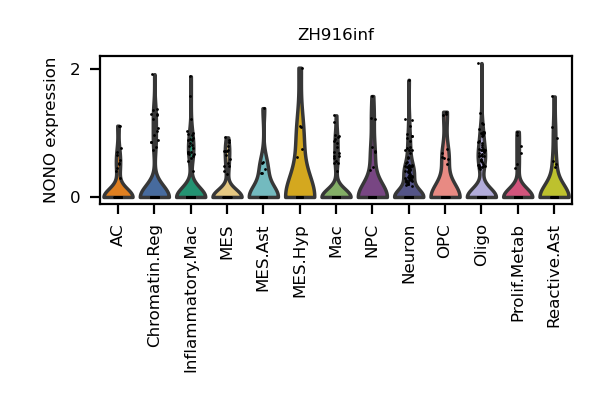 ZH916inf
NONO expression
2
0
AC
Chromatin.Reg
Inflammatory.Mac
MES
MES.Ast
MES.Hyp
Mac
NPC
Neuron
OPC
Oligo
Prolif.Metab
Reactive.Ast